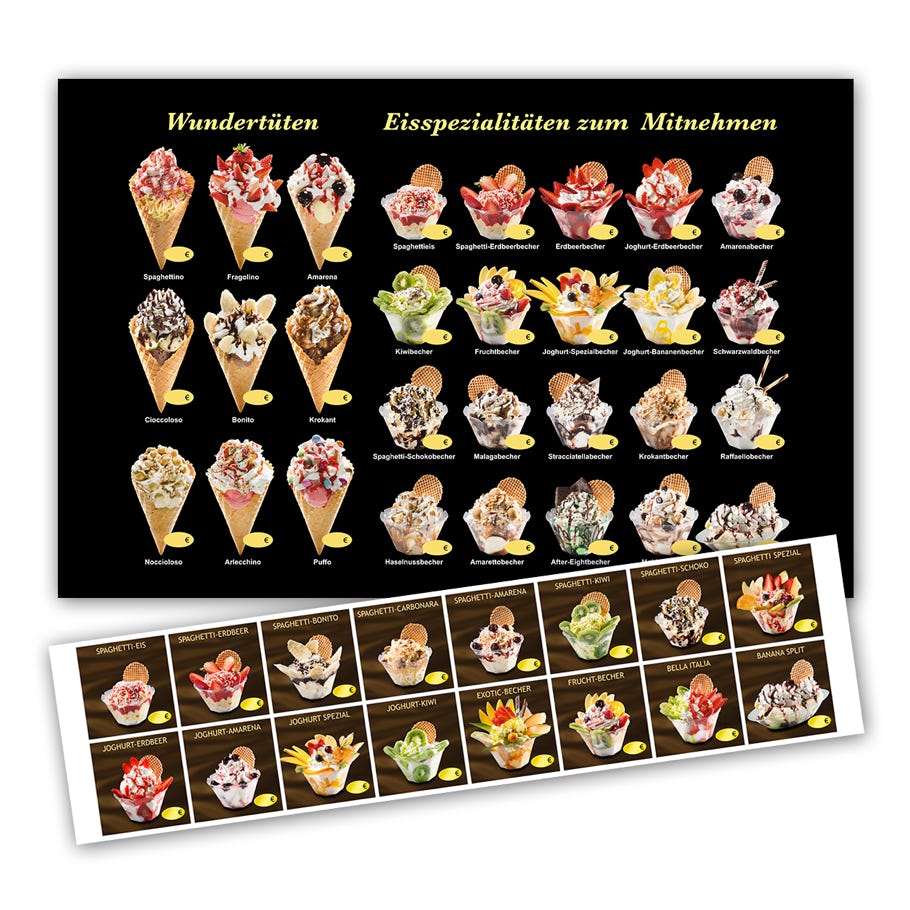 Wundertüten
Eisspezialitäten zum Mitnehmen
€ € €
Spaghettino Fragolino Amarena
€ € €
Cioccoloso Bonito Krokant
€ € €
Noccioloso Arlecchino Puffo
€ € € € €
Spaghettieis Spaghetti-Erdbeerbecher Erdbeerbecher Joghurt-Erdbeerbecher Amarenabecher
€ € € € €
Kiwibecher Fruchtbecher Joghurt-Spezialbecher Joghurt-Bananenbecher Schwarzwaldbecher
€ € € € €
Spaghetti-Schokobecher Malagabecher Stracciatellabecher Krokantbecher Raffaellobecher
€ € € € €
Haselnussbecher Amarettobecher After-Eightbecher
SPAGHETTI-EIS SPAGHETTI-ERDBEER SPAGHETTI-BONITO SPAGHETTI-CARBONARA SPAGHETTI-AMARENA SPAGHETTI-KIWI SPAGHETTI-SCHOKO SPAGHETTI SPEZIAL
€ € € € € € € €
JOGHURT-ERDBEER JOGHURT-AMARENA JOGHURT SPEZIAL JOGHURT-KIWI EXOTIC-BECHER FRUCHT-BECHER BELLA ITALIA BANANA SPLIT
€ € € € € € € €